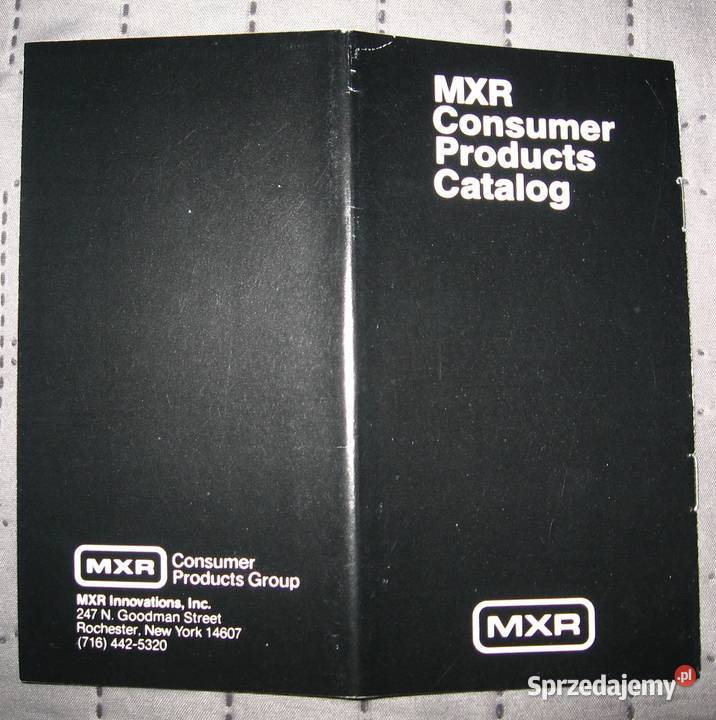 MXR
Consumer
Products
Catalog
MXR
Consumer
Products Group
MXR Innovations, Inc.
247 N. Goodman Street
Rochester, New York 14607
(716) 442-5320
MXR
Sprzedajemy.pl